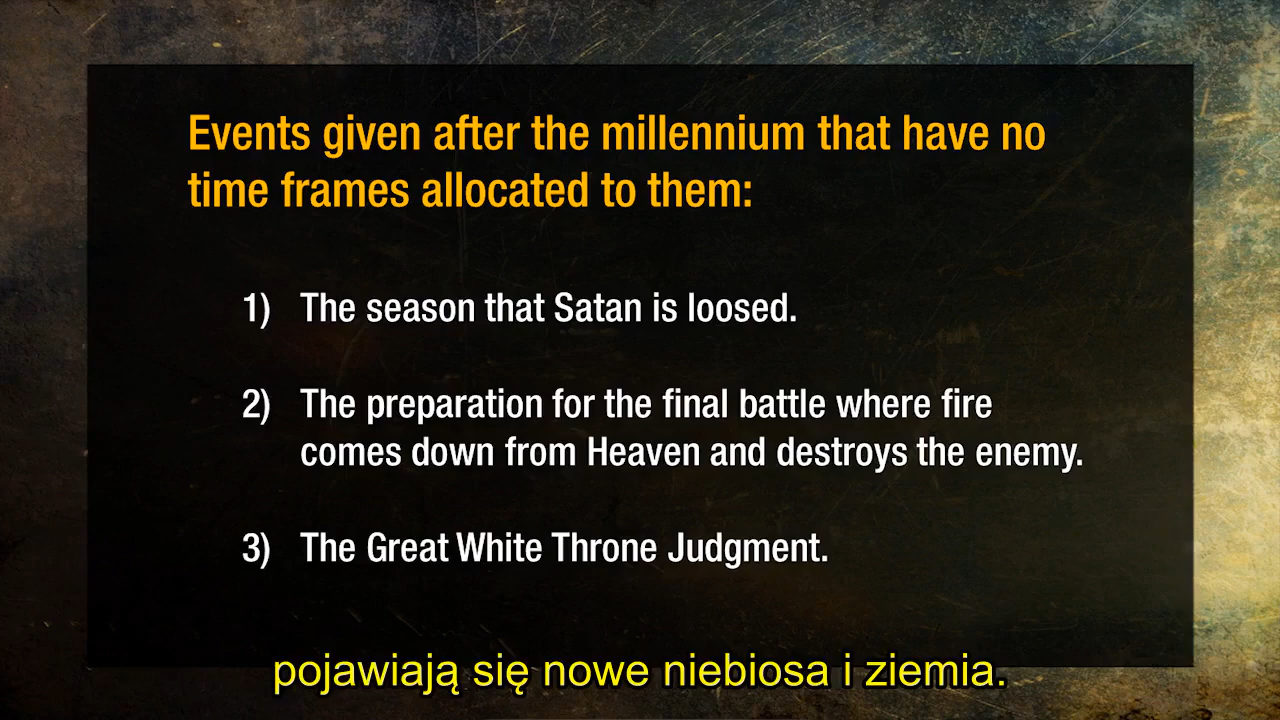 Events given after the millennium that have no
time frames allocated to them:
1) The season that Satan is loosed.
2) The preparation for the final battle where fire
comes down from Heaven and destroys the enemy.
3) The Great White Throne Judgment.
pojawiają się nowe niebiosa i ziemia.